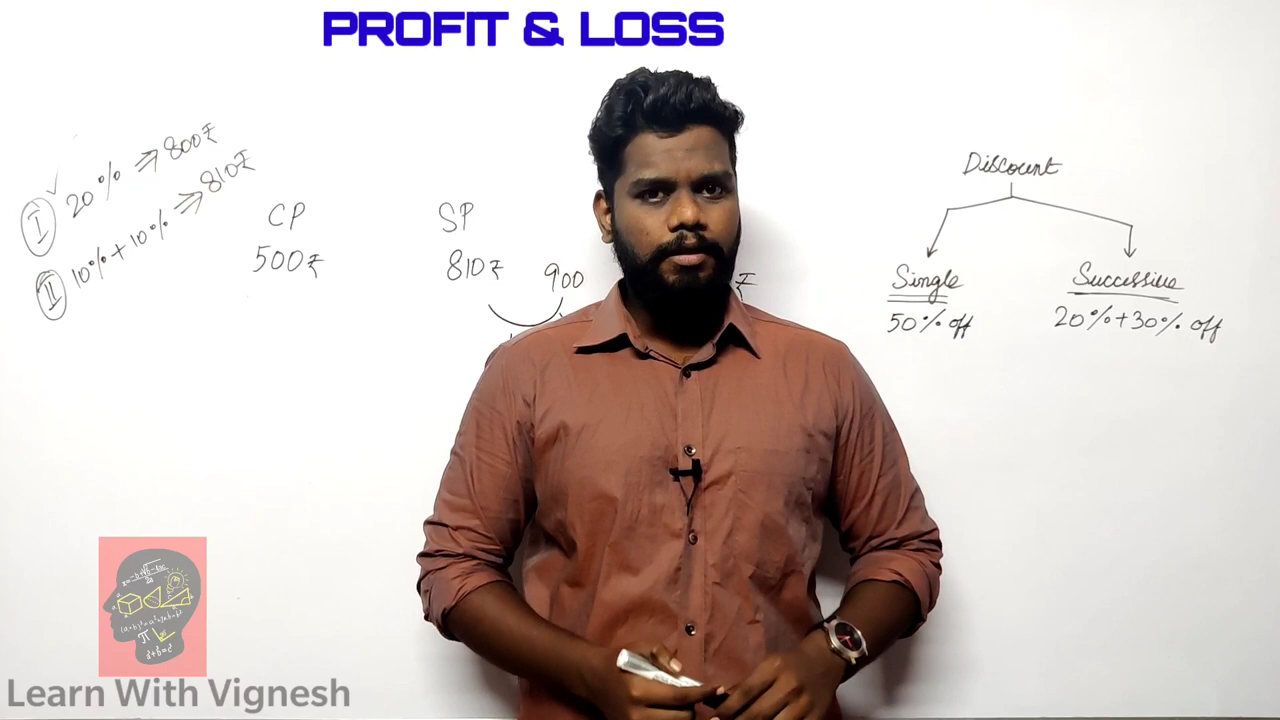 PROFIT & LOSS
I 20% ⇒ 800₹
II 10% + 10% ⇒ 810₹
CP
500₹
SP
810₹ 900
₹
Discount
Single
50% off
Successive
20% + 30% off
Learn With Vignesh